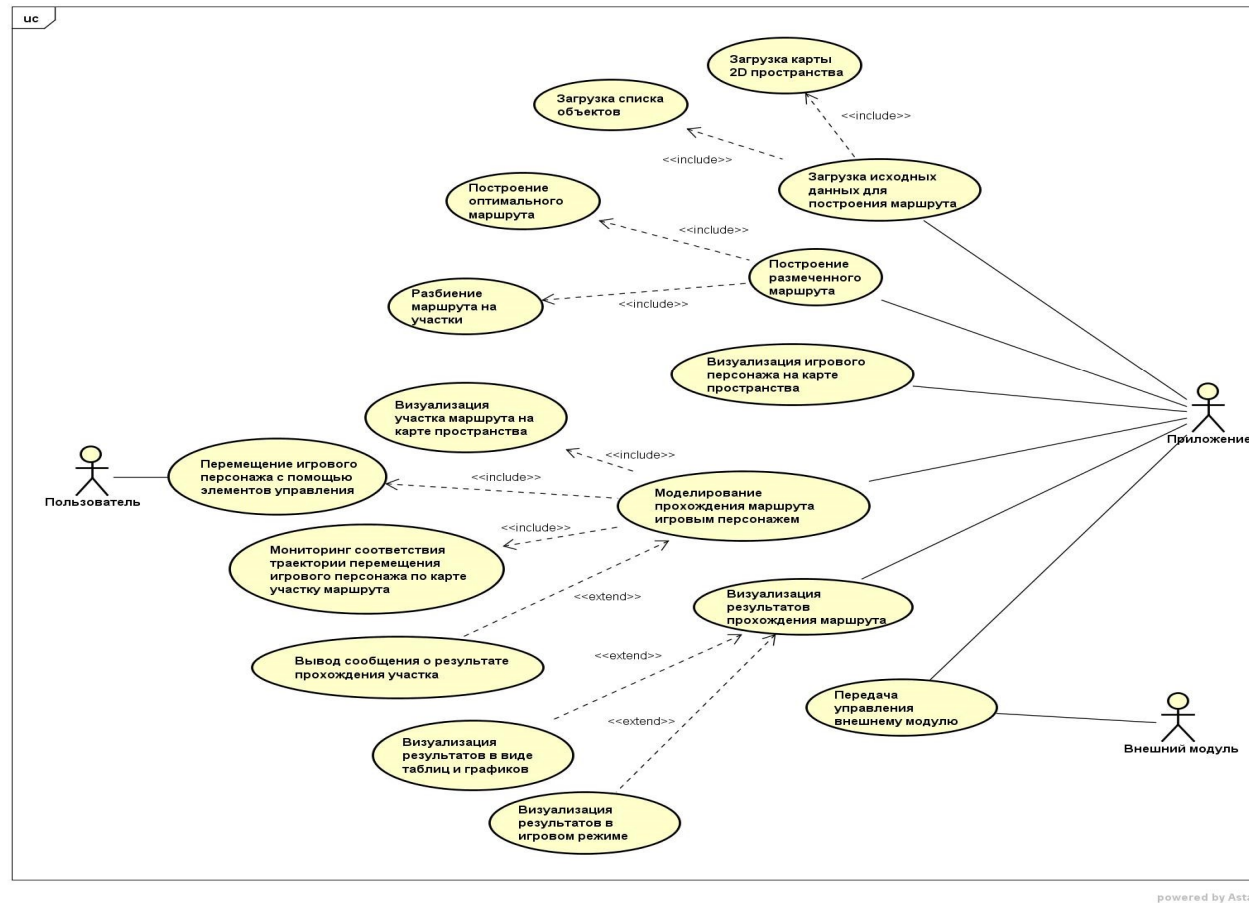 uc
Загрузка карты
2D пространства
Загрузка списка
объектов
<<include>>
<<include>>
Загрузка исходных
данных для
построения маршрута
Построение
оптимального
маршрута
<<include>>
Построение
размеченного
маршрута
Разбиение
маршрута на
участки
<<include>>
Визуализация игрового
персонажа на карте
пространства
Приложение
Визуализация
участка маршрута на
карте пространства
<<include>>
Пользователь
Перемещение игрового
персонажа с помощью
элементов управления
<<include>>
Моделирование
прохождения маршрута
игровым персонажем
<<include>>
Мониторинг соответствия
траектории перемещения
игрового персонажа по карте
участку маршрута
<<extend>>
Визуализация
результатов
прохождения маршрута
Вывод сообщения о результате
прохождения участка
<<extend>>
<<extend>>
Передача
управления
внешнему модулю
Внешний модуль
Визуализация
результатов в виде
таблиц и графиков
Визуализация
результатов в
игровом режиме
powered by Asta